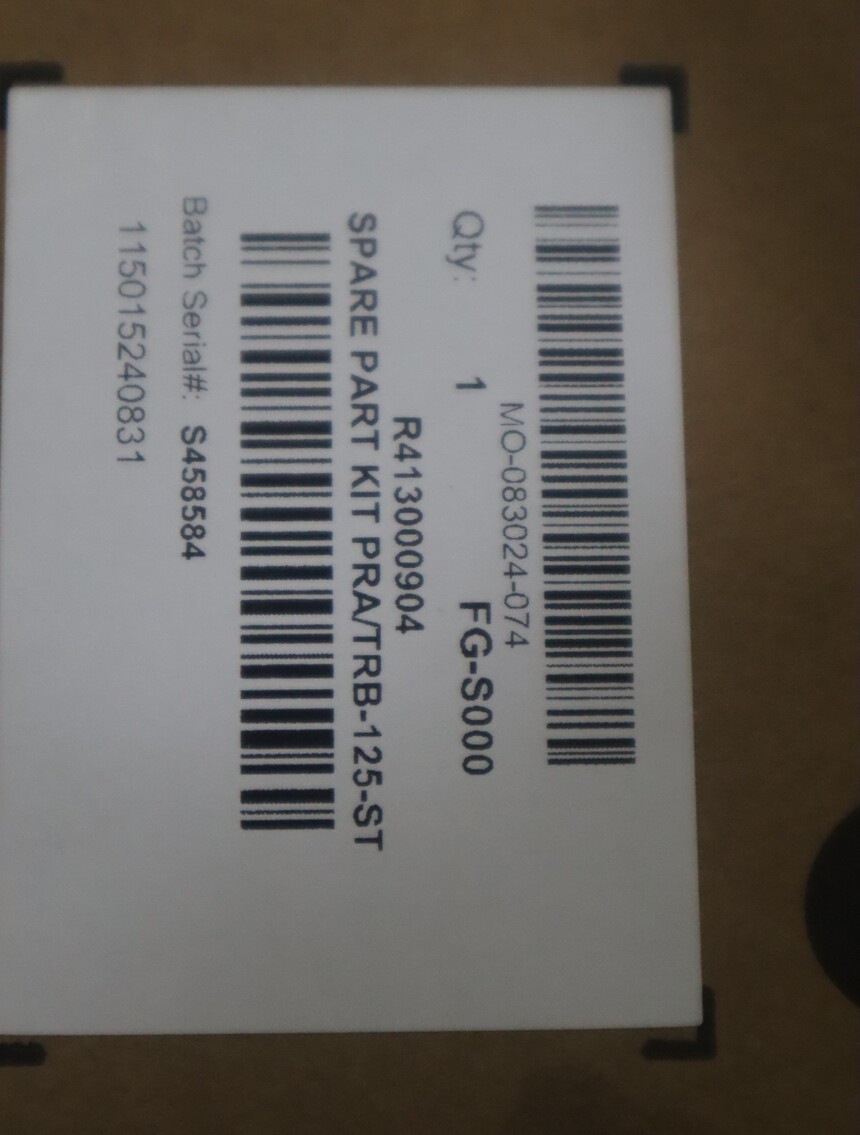 MO-083024-074
Qty: 1 FG-S000
R413000904
SPARE PART KIT PRA/TRB-125-ST
Batch Serial#: S458584
115015240831